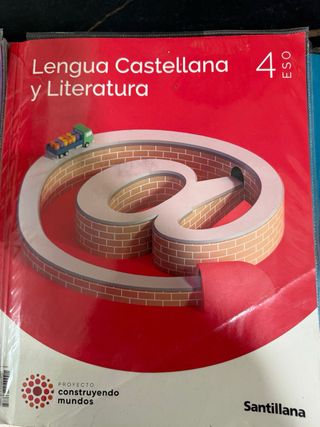 Lengua Castellana
y Literatura
4
ESO
PROYECTO
construyendo
mundos
Santillana